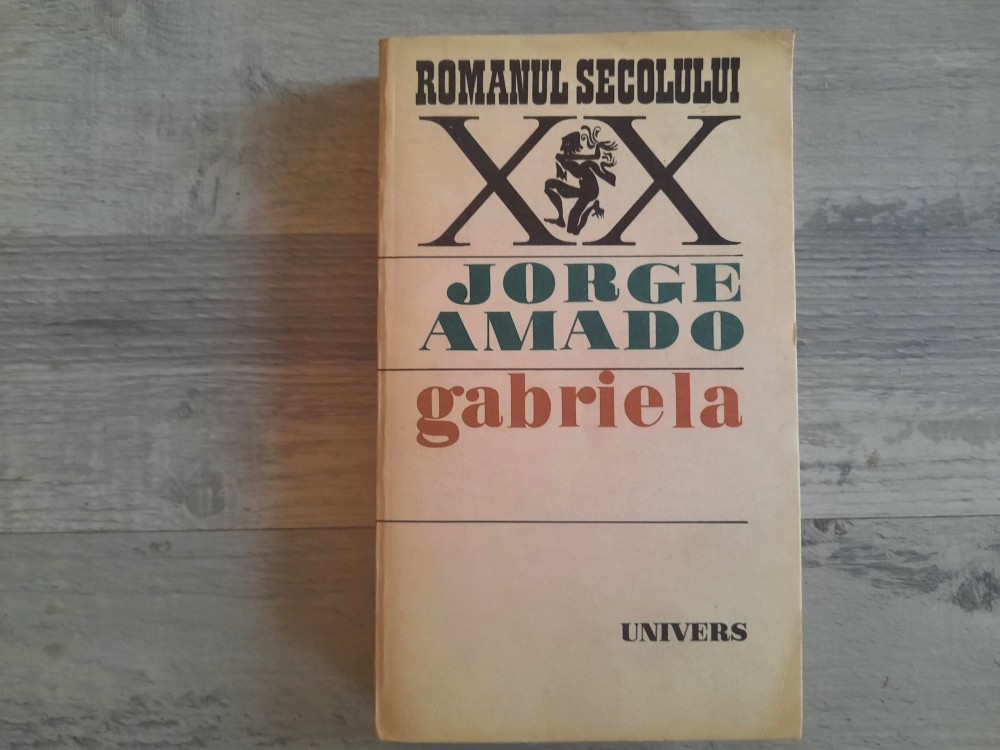 ROMANUL SECOLULUI
XX
JORGE
AMADO
gabriela
UNIVERS